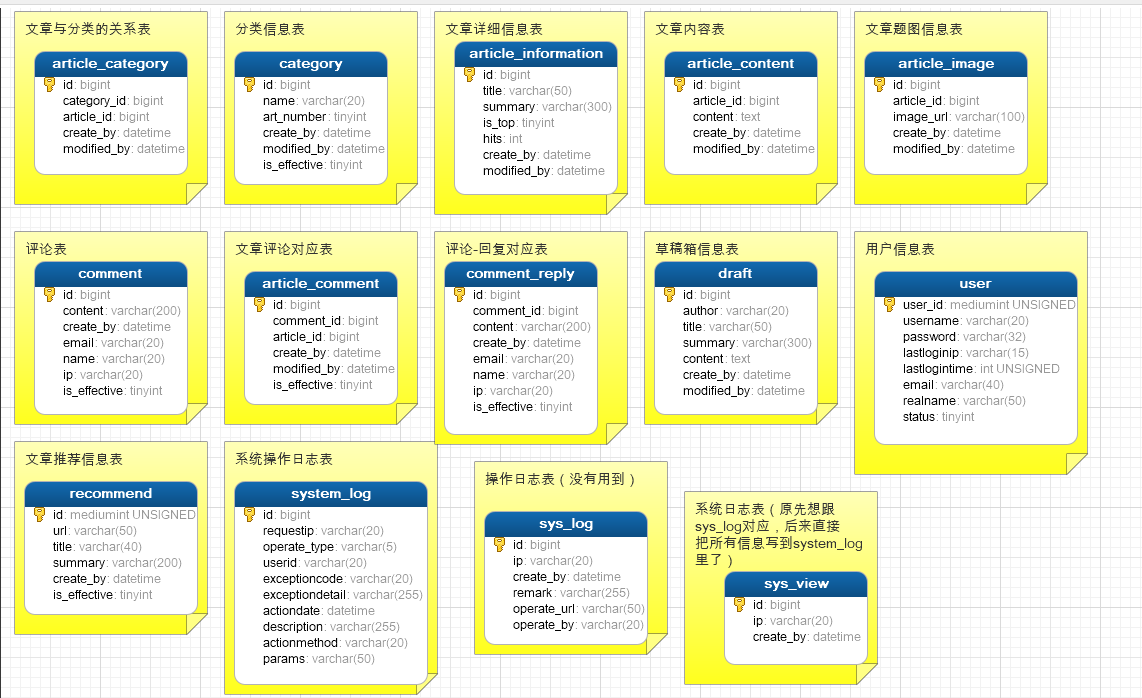 文章与分类的关系表
article_category
id: bigint
category_id: bigint
article_id: bigint
create_by: datetime
modified_by: datetime
分类信息表
category
id: bigint
name: varchar(20)
art_number: tinyint
create_by: datetime
modified_by: datetime
is_effective: tinyint
文章详细信息表
article_information
id: bigint
title: varchar(50)
summary: varchar(300)
is_top: tinyint
hits: int
create_by: datetime
modified_by: datetime
文章内容表
article_content
id: bigint
article_id: bigint
content: text
create_by: datetime
modified_by: datetime
文章题图信息表
article_image
id: bigint
article_id: bigint
image_url: varchar(100)
create_by: datetime
modified_by: datetime
评论表
comment
id: bigint
content: varchar(200)
create_by: datetime
email: varchar(20)
name: varchar(20)
ip: varchar(20)
is_effective: tinyint
文章评论对应表
article_comment
id: bigint
comment_id: bigint
article_id: bigint
create_by: datetime
modified_by: datetime
is_effective: tinyint
评论-回复对应表
comment_reply
id: bigint
comment_id: bigint
content: varchar(200)
create_by: datetime
email: varchar(20)
name: varchar(20)
ip: varchar(20)
is_effective: tinyint
草稿箱信息表
draft
id: bigint
author: varchar(20)
title: varchar(50)
summary: varchar(300)
content: text
create_by: datetime
modified_by: datetime
用户信息表
user
user_id: mediumint UNSIGNED
username: varchar(20)
password: varchar(32)
lastloginip: varchar(15)
lastlogintime: int UNSIGNED
email: varchar(40)
realname: varchar(50)
status: tinyint
文章推荐信息表
recommend
id: mediumint UNSIGNED
url: varchar(50)
title: varchar(40)
summary: varchar(200)
create_by: datetime
is_effective: tinyint
系统操作日志表
system_log
id: bigint
requestip: varchar(20)
operate_type: varchar(5)
userid: varchar(20)
exceptioncode: varchar(20)
exceptiondetail: varchar(255)
actiondate: datetime
description: varchar(255)
actionmethod: varchar(20)
params: varchar(50)
操作日志表（没有用到）
sys_log
id: bigint
ip: varchar(20)
create_by: datetime
remark: varchar(255)
operate_url: varchar(50)
operate_by: varchar(20)
系统日志表（原先想跟
sys_log对应，后来直接
把所有信息写到system_log
里了）
sys_view
id: bigint
ip: varchar(20)
create_by: datetime